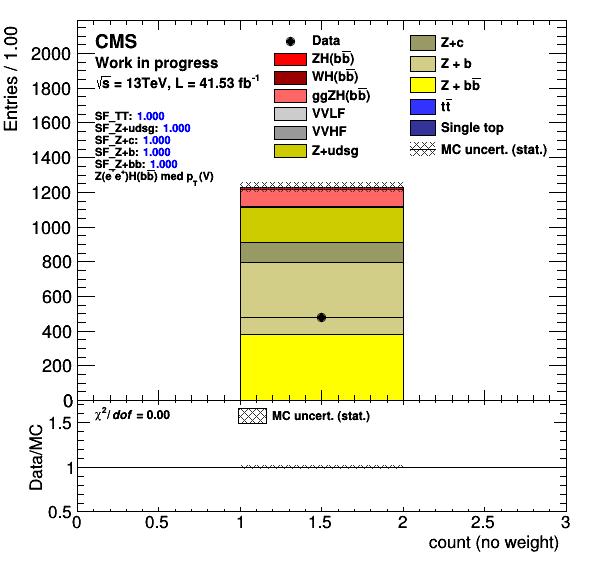 CMS
Work in progress
√s = 13TeV, L = 41.53 fb⁻¹
SF_TT: 1.000
SF_Z+udsg: 1.000
SF_Z+c: 1.000
SF_Z+b: 1.000
SF_Z+bb: 1.000
Z(e⁻e⁺)H(bb̅) med p_T(V)
Data
ZH(bb̅)
WH(bb̅)
ggZH(bb̅)
VVLF
VVHF
Z+udsg
Z+c
Z + b
Z + bb̅
tt̅
Single top
MC uncert. (stat.)
Entries / 1.00
2000
1800
1600
1400
1200
1000
800
600
400
200
0
χ²/dof = 0.00
MC uncert. (stat.)
Data/MC
1.5
1
0.5
0 0.5 1 1.5 2 2.5 3
count (no weight)